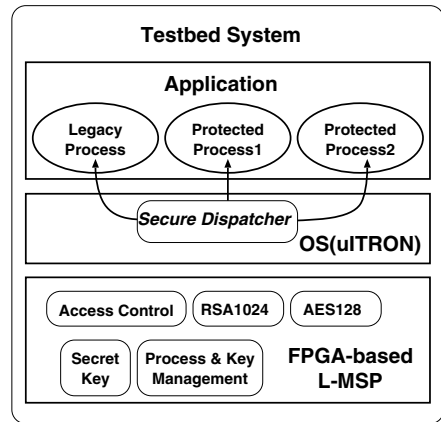 Testbed System
Application
Legacy
Process
Protected
Process1
Protected
Process2
Secure Dispatcher
OS(uITRON)
Access Control
RSA1024
AES128
Secret
Key
Process & Key
Management
FPGA-based
L-MSP